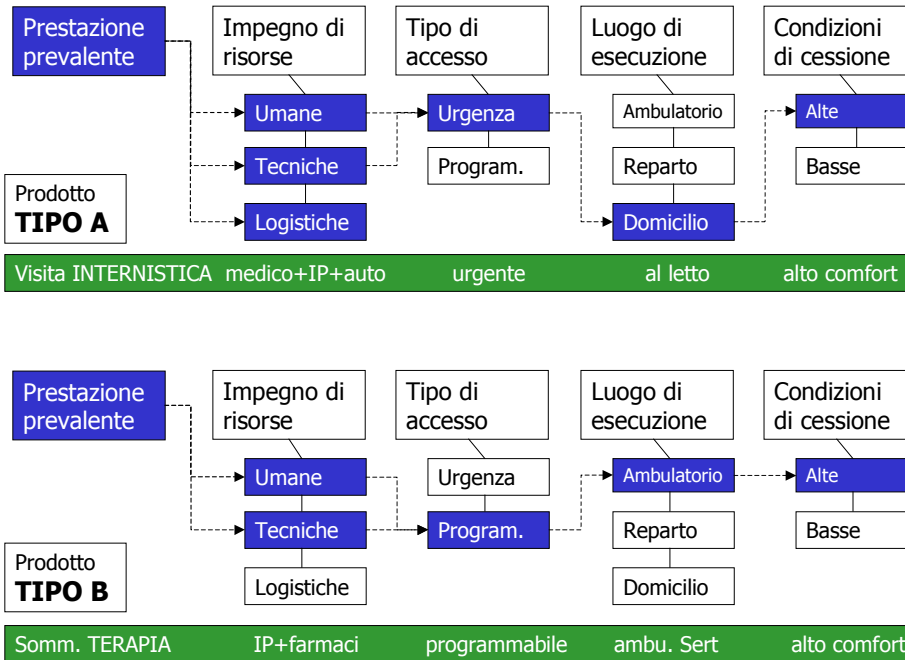 Prestazione
prevalente
Impegno di
risorse
Tipo di
accesso
Luogo di
esecuzione
Condizioni
di cessione
Umane
Urgenza
Ambulatorio
Alte
Tecniche
Program.
Reparto
Basse
Prodotto
TIPO A
Logistiche
Domicilio
Visita INTERNISTICA medico+IP+auto urgente al letto alto comfort
Prestazione
prevalente
Impegno di
risorse
Tipo di
accesso
Luogo di
esecuzione
Condizioni
di cessione
Umane
Urgenza
Ambulatorio
Alte
Tecniche
Program.
Reparto
Basse
Prodotto
TIPO B
Logistiche
Domicilio
Somm. TERAPIA IP+farmaci programmabile ambu. Sert alto comfort